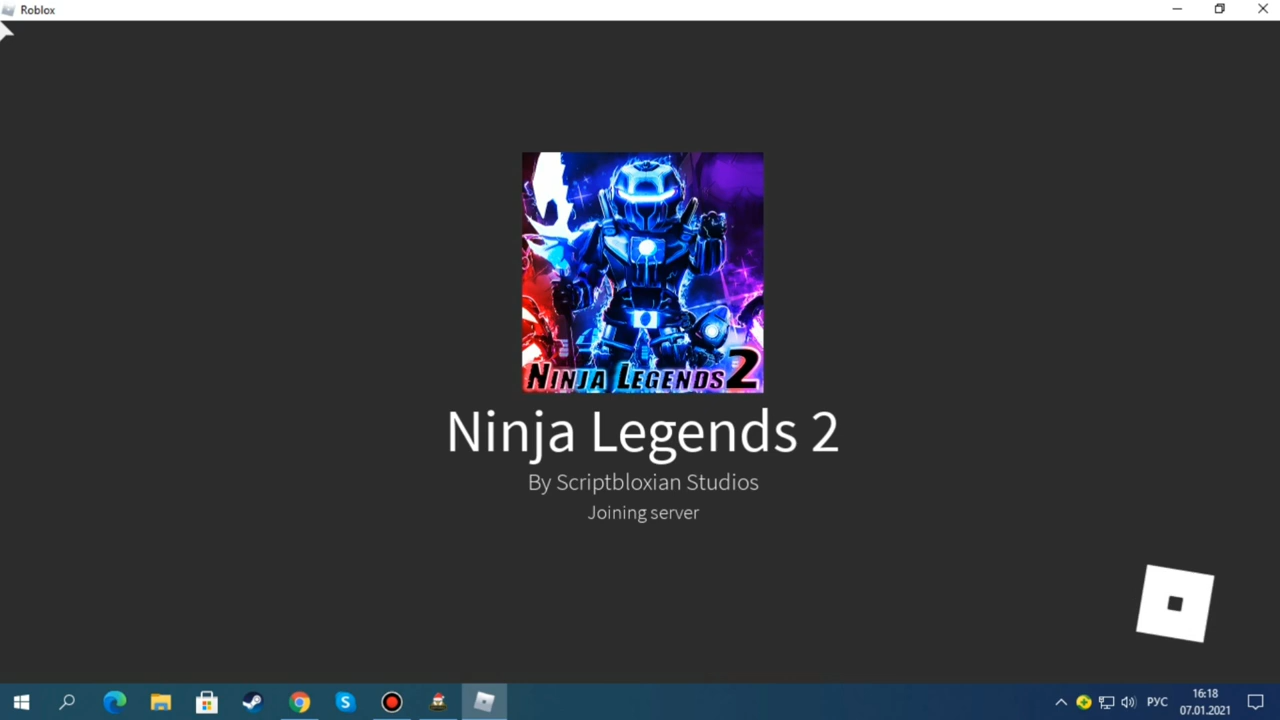 Roblox
NINJA LEGENDS 2
Ninja Legends 2
By Scriptbloxian Studios
Joining server
S
РУС
16:18
07.01.2021